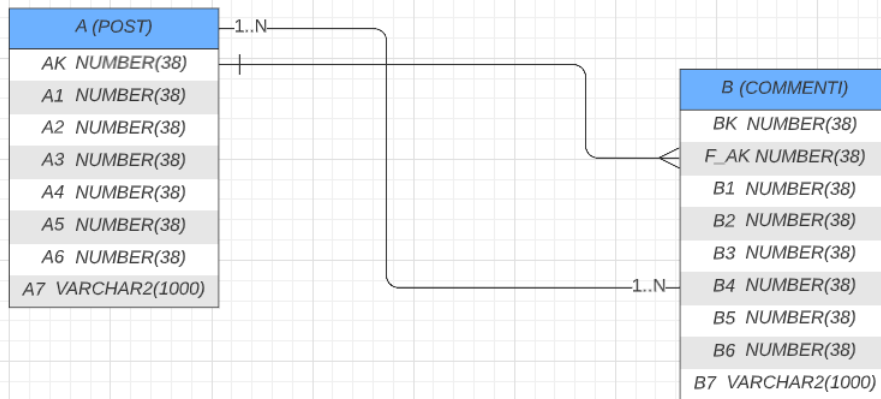 A (POST)
AK NUMBER(38)
A1 NUMBER(38)
A2 NUMBER(38)
A3 NUMBER(38)
A4 NUMBER(38)
A5 NUMBER(38)
A6 NUMBER(38)
A7 VARCHAR2(1000)
1..N
1..N
B (COMMENTI)
BK NUMBER(38)
F_AK NUMBER(38)
B1 NUMBER(38)
B2 NUMBER(38)
B3 NUMBER(38)
B4 NUMBER(38)
B5 NUMBER(38)
B6 NUMBER(38)
B7 VARCHAR2(1000)